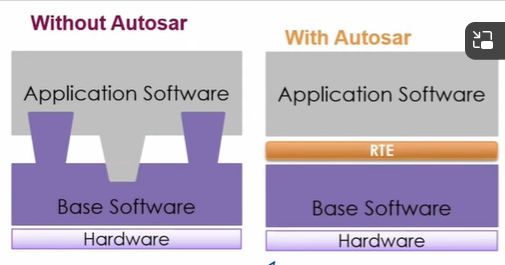 Without Autosar
Application Software
Base Software
Hardware
With Autosar
Application Software
RTE
Base Software
Hardware